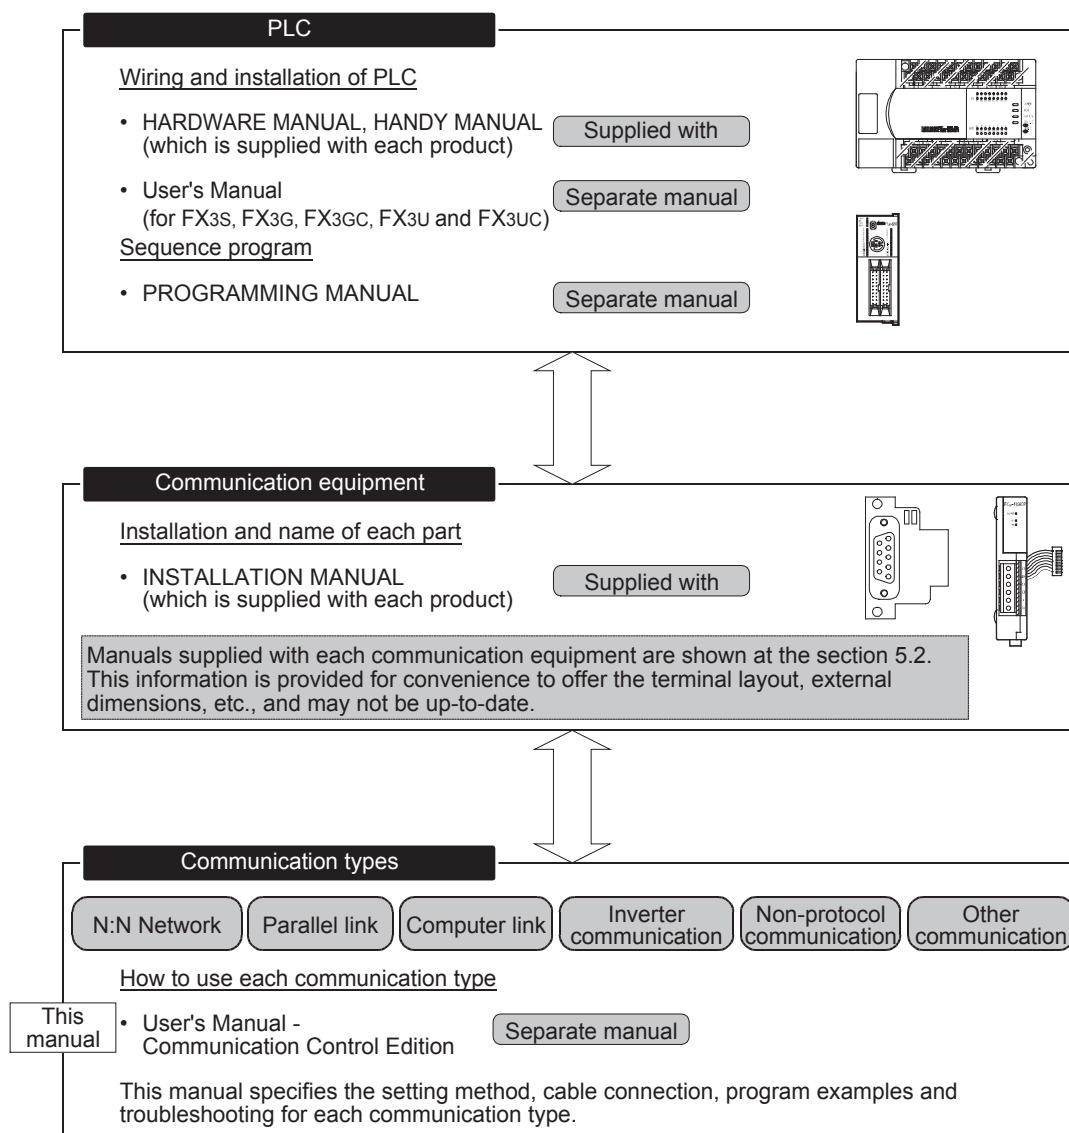 PLC
Wiring and installation of PLC
• HARDWARE MANUAL, HANDY MANUAL
(which is supplied with each product)
Supplied with
• User's Manual
(for FX3S, FX3G, FX3GC, FX3U and FX3UC)
Separate manual
Sequence program
• PROGRAMMING MANUAL
Separate manual
Communication equipment
Installation and name of each part
• INSTALLATION MANUAL
(which is supplied with each product)
Supplied with
Manuals supplied with each communication equipment are shown at the section 5.2.
This information is provided for convenience to offer the terminal layout, external
dimensions, etc., and may not be up-to-date.
Communication types
N:N Network
Parallel link
Computer link
Inverter
communication
Non-protocol
communication
Other
communication
How to use each communication type
This
manual
• User's Manual -
Communication Control Edition
Separate manual
This manual specifies the setting method, cable connection, program examples and
troubleshooting for each communication type.